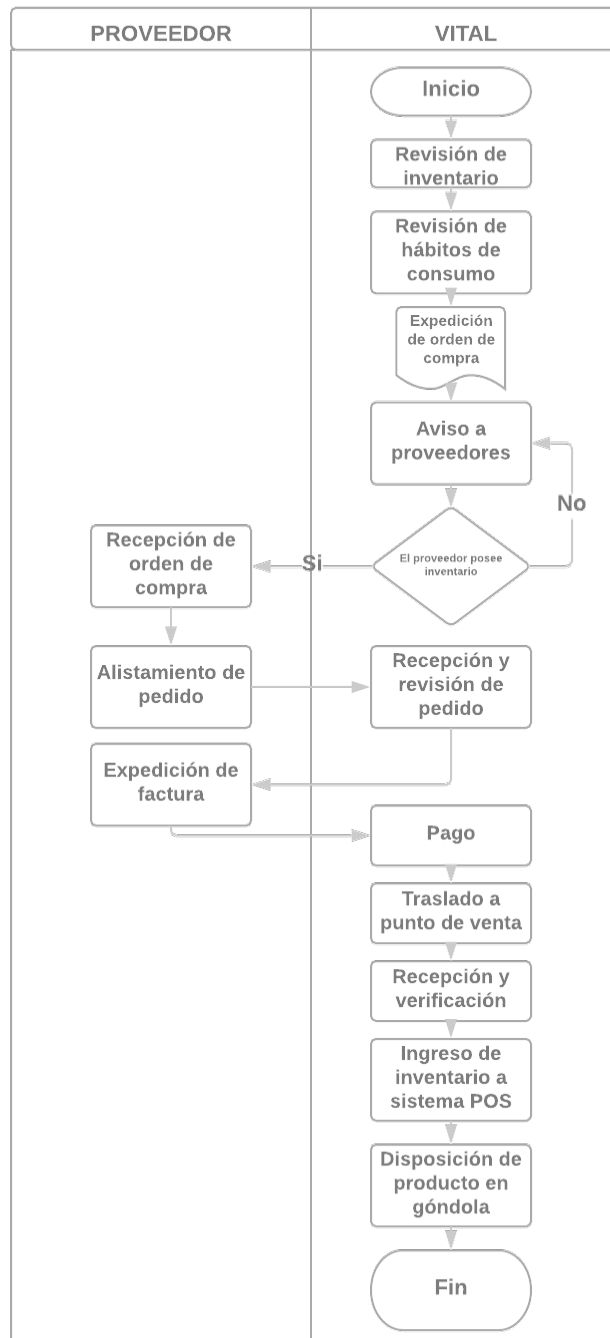 PROVEEDOR
VITAL
Inicio
Revisión de
inventario
Revisión de
hábitos de
consumo
Expedición
de orden de
compra
Aviso a
proveedores
No
El proveedor posee
inventario
Si
Recepción de
orden de
compra
Alistamiento de
pedido
Recepción y
revisión de
pedido
Expedición de
factura
Pago
Traslado a
punto de venta
Recepción y
verificación
Ingreso de
inventario a
sistema POS
Disposición de
producto en
góndola
Fin